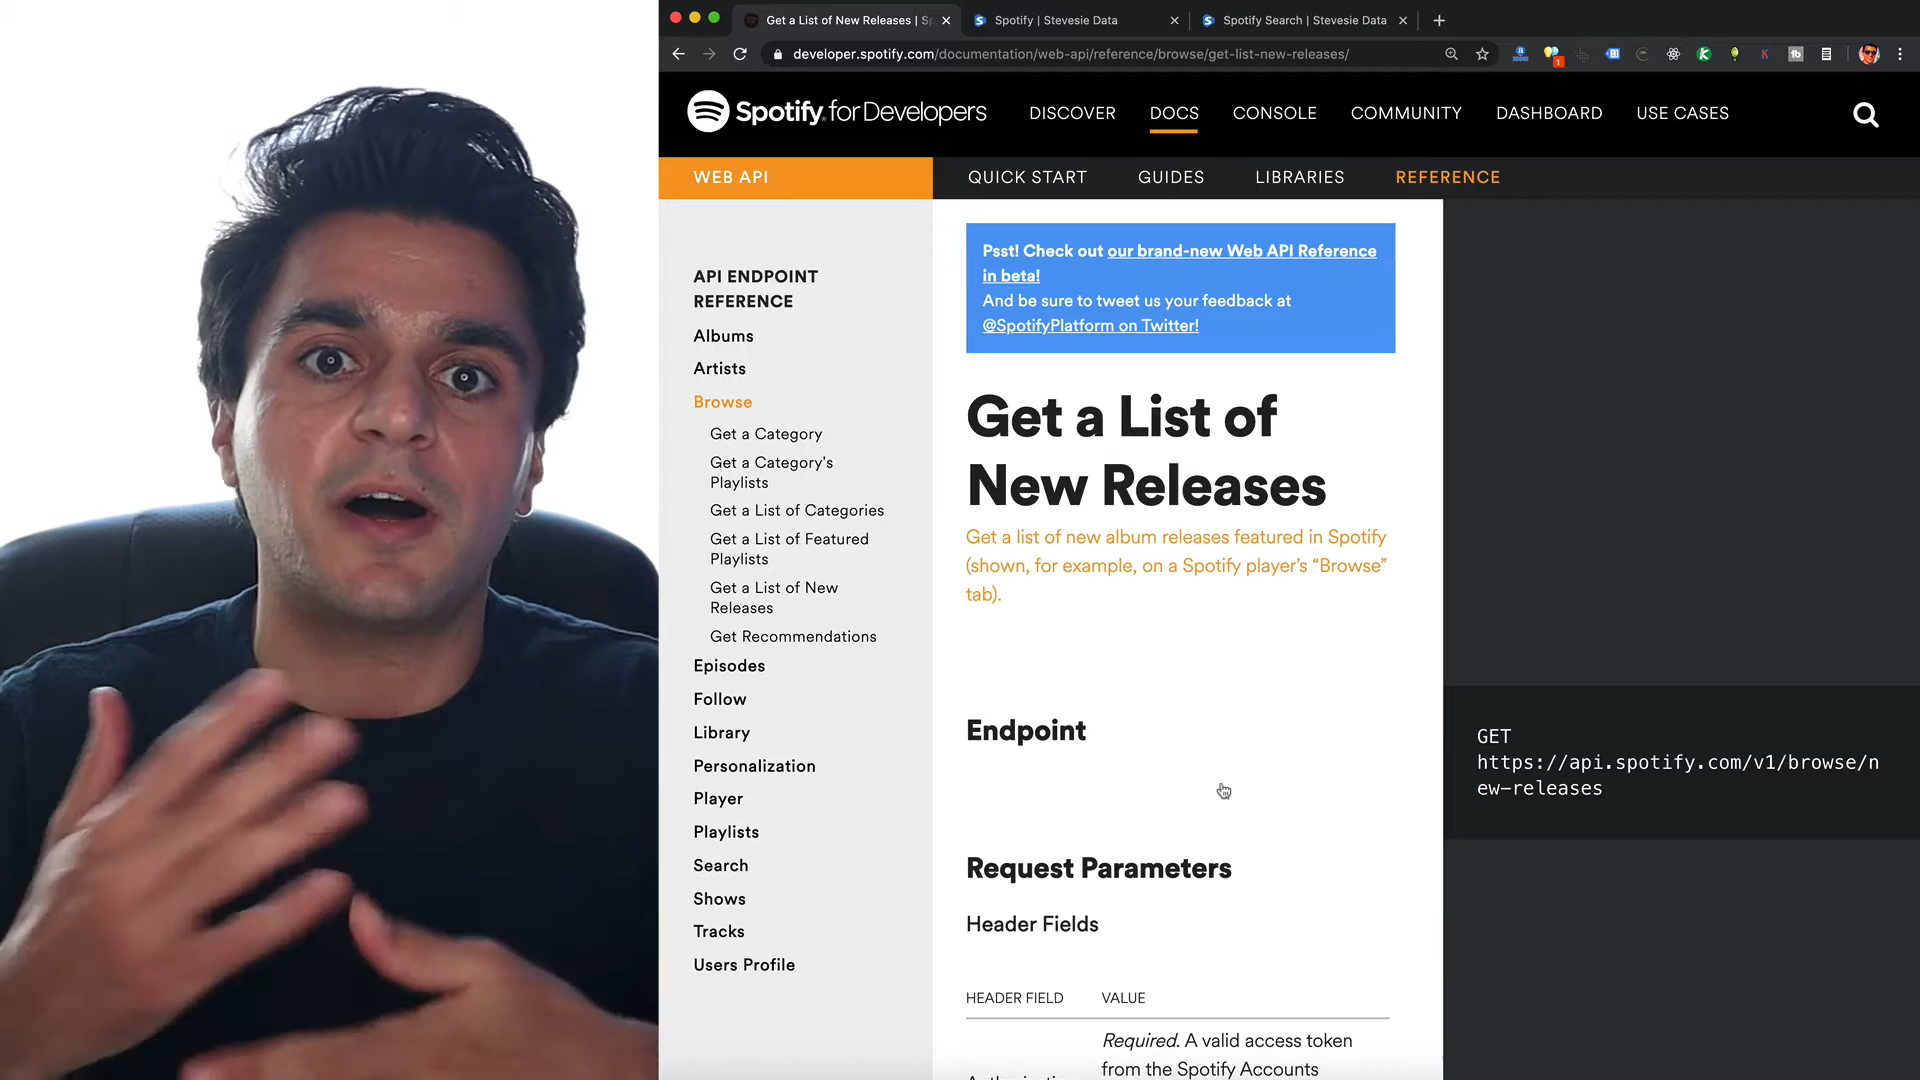 Get a List of New Releases | Sp
Spotify | Stevesie Data
Spotify Search | Stevesie Data
developer.spotify.com/documentation/web-api/reference/browse/get-list-new-releases/
Spotify for Developers
DISCOVER
DOCS
CONSOLE
COMMUNITY
DASHBOARD
USE CASES
WEB API
QUICK START
GUIDES
LIBRARIES
REFERENCE
API ENDPOINT
REFERENCE
Albums
Artists
Browse
Get a Category
Get a Category's
Playlists
Get a List of Categories
Get a List of Featured
Playlists
Get a List of New
Releases
Get Recommendations
Episodes
Follow
Library
Personalization
Player
Playlists
Search
Shows
Tracks
Users Profile
Psst! Check out our brand-new Web API Reference
in beta!
And be sure to tweet us your feedback at
@SpotifyPlatform on Twitter!
Get a List of
New Releases
Get a list of new album releases featured in Spotify
(shown, for example, on a Spotify player’s “Browse”
tab).
Endpoint
GET
https://api.spotify.com/v1/browse/n
ew-releases
Request Parameters
Header Fields
HEADER FIELD
VALUE
Required. A valid access token
from the Spotify Accounts